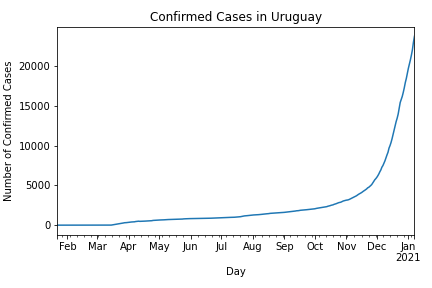 Confirmed Cases in Uruguay
Number of Confirmed Cases
20000
15000
10000
5000
0
Feb Mar Apr May Jun Jul Aug Sep Oct Nov Dec Jan
2021
Day